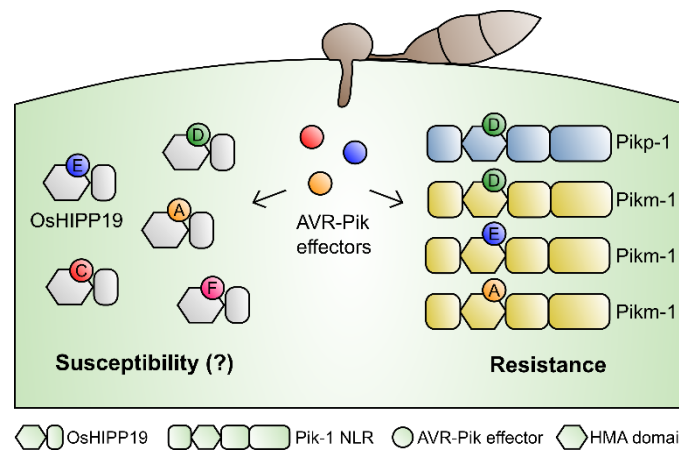 D
E
OsHIPP19
A
C
F
AVR-Pik
effectors
D
Pikp-1
D
Pikm-1
E
Pikm-1
A
Pikm-1
Susceptibility (?)
Resistance
OsHIPP19 Pik-1 NLR AVR-Pik effector HMA domai